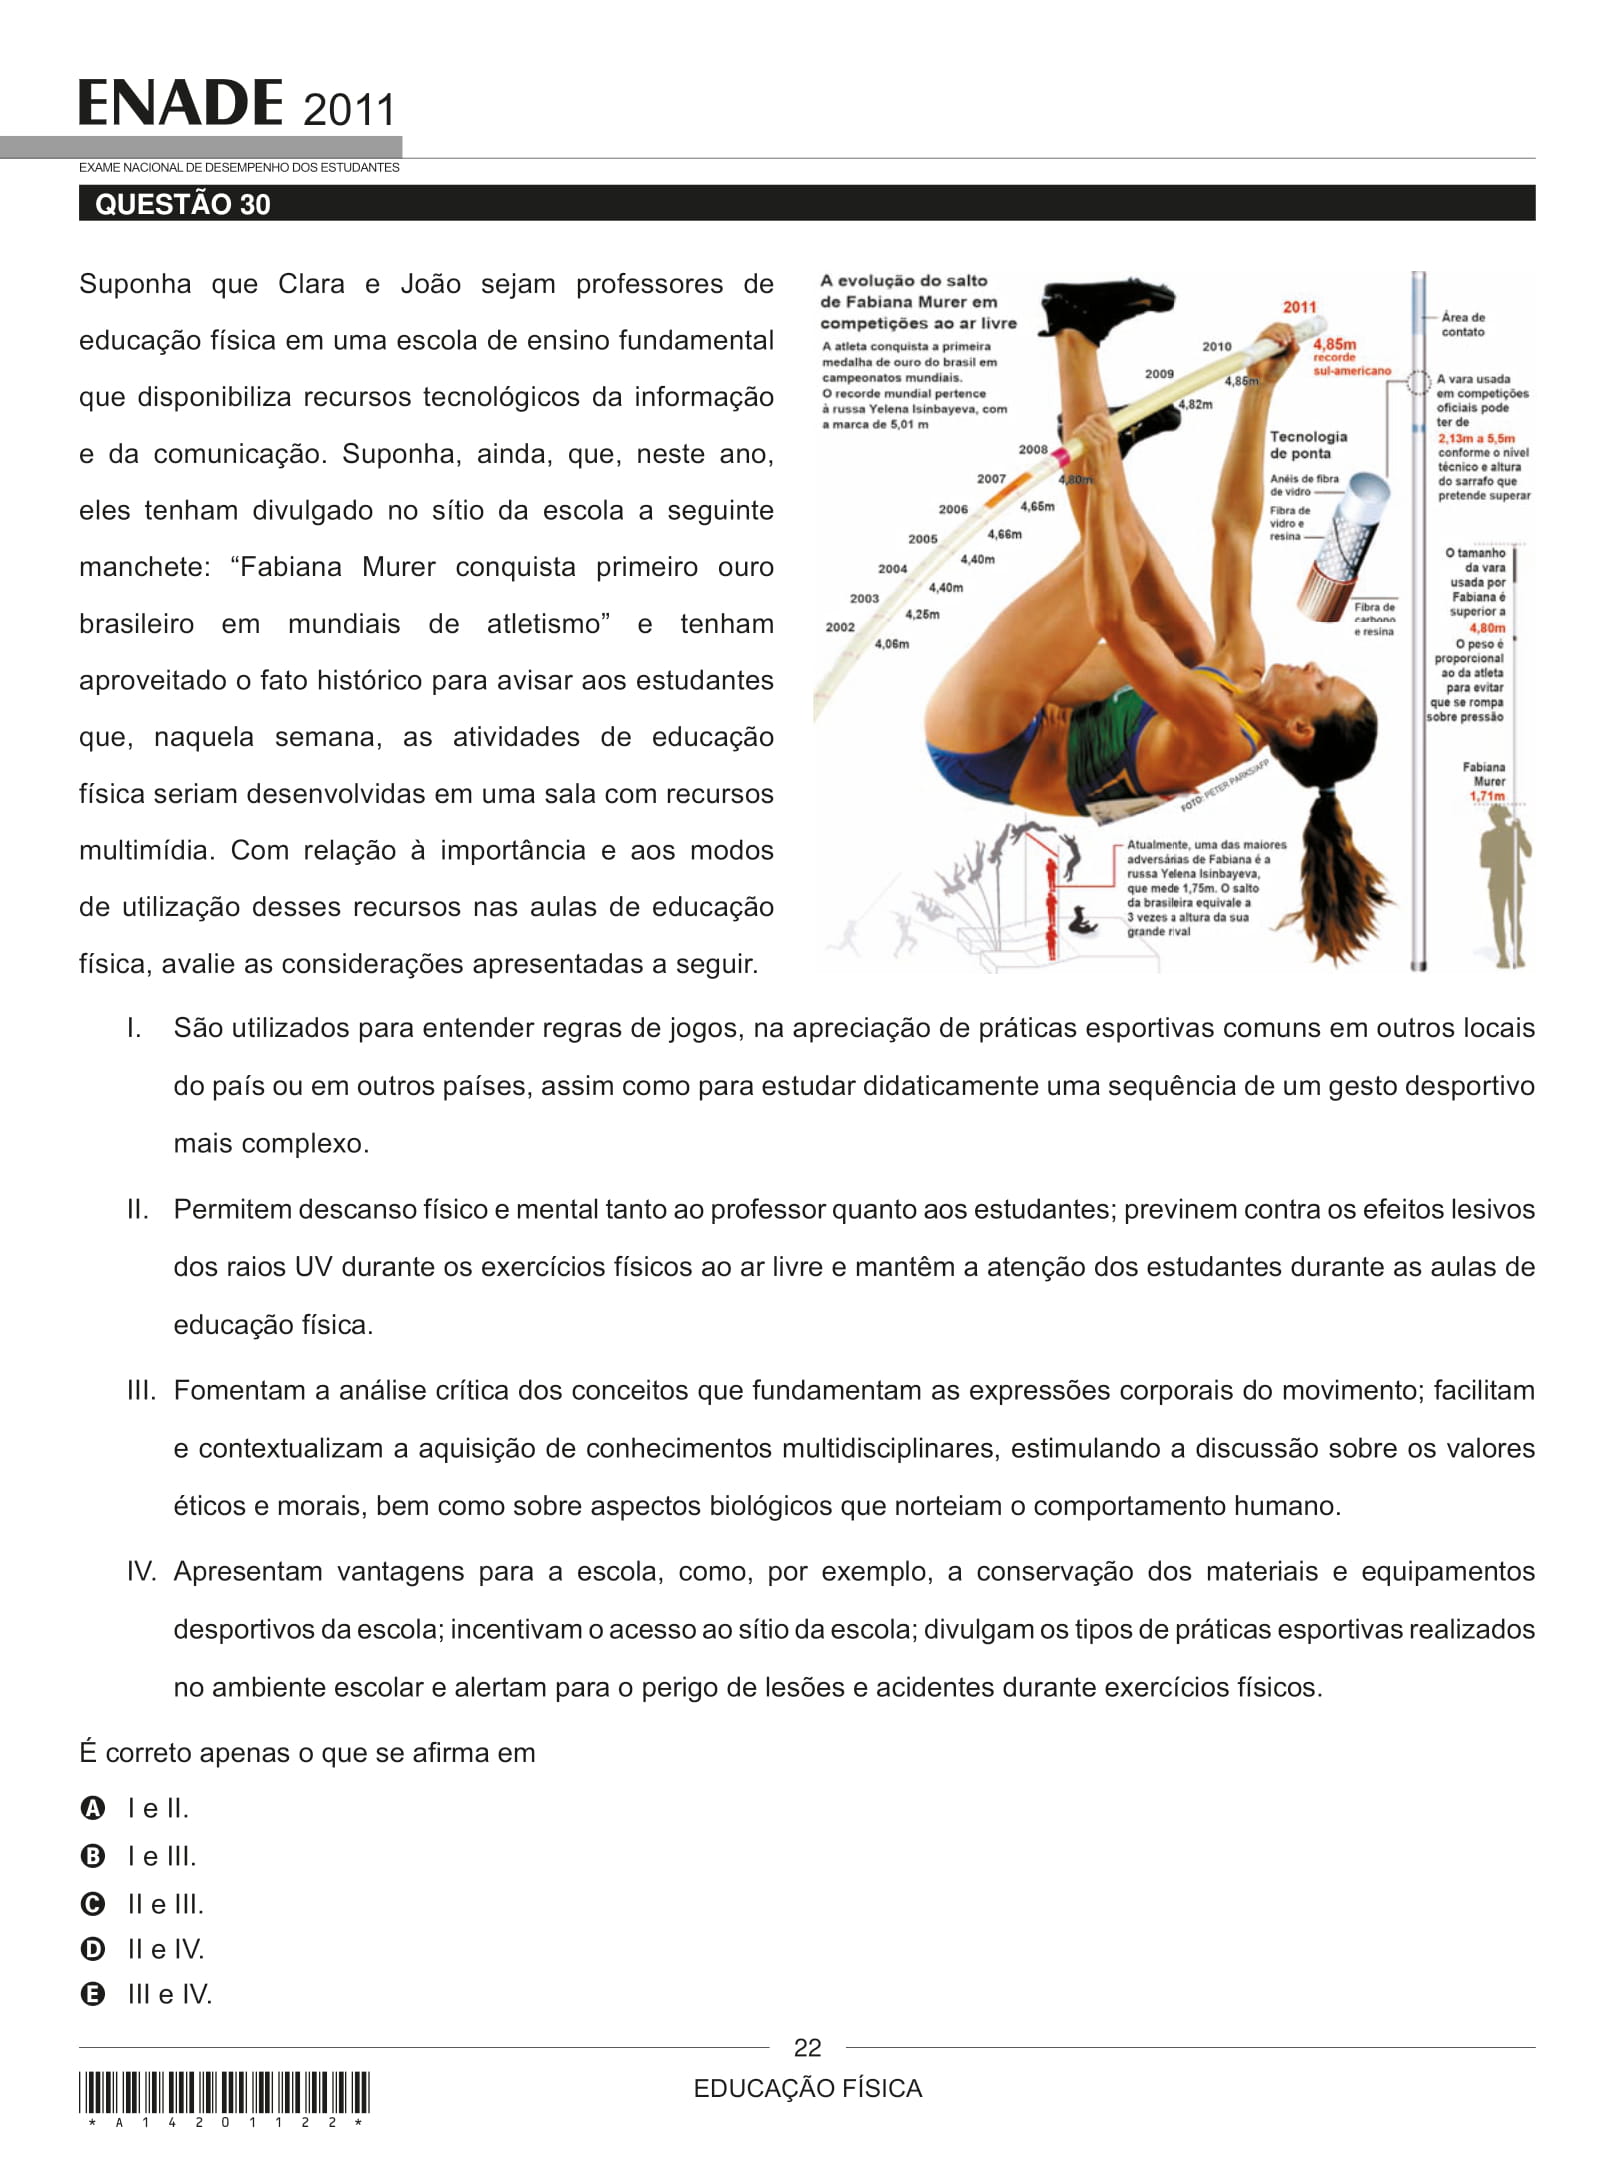 ENADE 2011
EXAME NACIONAL DE DESEMPENHO DOS ESTUDANTES
QUESTÃO 30
Suponha que Clara e João sejam professores de
educação física em uma escola de ensino fundamental
que disponibiliza recursos tecnológicos da informação
e da comunicação. Suponha, ainda, que, neste ano,
eles tenham divulgado no sítio da escola a seguinte
manchete: “Fabiana Murer conquista primeiro ouro
brasileiro em mundiais de atletismo” e tenham
aproveitado o fato histórico para avisar aos estudantes
que, naquela semana, as atividades de educação
física seriam desenvolvidas em uma sala com recursos
multimídia. Com relação à importância e aos modos
de utilização desses recursos nas aulas de educação
física, avalie as considerações apresentadas a seguir.
A evolução do salto
de Fabiana Murer em
competições ao ar livre
A atleta conquista a primeira
medalha de ouro do brasil em
campeonatos mundiais.
O recorde mundial pertence
à russa Yelena Isinbayeva, com
a marca de 5,01 m
2011
4,85m
recorde
sul-americano
2010
4,85m
2009
4,82m
2008
4,80m
2007
4,65m
2006
4,66m
2005
4,40m
2004
4,40m
2003
4,25m
2002
4,06m
Tecnologia
de ponta
Anéis de fibra
de vidro
Fibra de
vidro e
resina
Fibra de
carbono
e resina
Área de
contato
A vara usada
em competições
oficiais pode
ter de
2,13m a 5,5m
conforme o nível
técnico e altura
do sarrafo que
pretende superar
O tamanho
da vara
usada por
Fabiana é
superior a
4,80m
O peso é
proporcional
ao da atleta
para evitar
que se rompa
sobre pressão
Fabiana
Murer
1,71m
FOTO: PETER PARKS/AFP
Atualmente, uma das maiores
adversárias de Fabiana é a
russa Yelena Isinbayeva,
que mede 1,75m. O salto
da brasileira equivale a
3 vezes a altura da sua
grande rival
I. São utilizados para entender regras de jogos, na apreciação de práticas esportivas comuns em outros locais
do país ou em outros países, assim como para estudar didaticamente uma sequência de um gesto desportivo
mais complexo.
II. Permitem descanso físico e mental tanto ao professor quanto aos estudantes; previnem contra os efeitos lesivos
dos raios UV durante os exercícios físicos ao ar livre e mantêm a atenção dos estudantes durante as aulas de
educação física.
III. Fomentam a análise crítica dos conceitos que fundamentam as expressões corporais do movimento; facilitam
e contextualizam a aquisição de conhecimentos multidisciplinares, estimulando a discussão sobre os valores
éticos e morais, bem como sobre aspectos biológicos que norteiam o comportamento humano.
IV. Apresentam vantagens para a escola, como, por exemplo, a conservação dos materiais e equipamentos
desportivos da escola; incentivam o acesso ao sítio da escola; divulgam os tipos de práticas esportivas realizados
no ambiente escolar e alertam para o perigo de lesões e acidentes durante exercícios físicos.
É correto apenas o que se afirma em
A I e II.
B I e III.
C II e III.
D II e IV.
E III e IV.
22
EDUCAÇÃO FÍSICA
*A14201122*